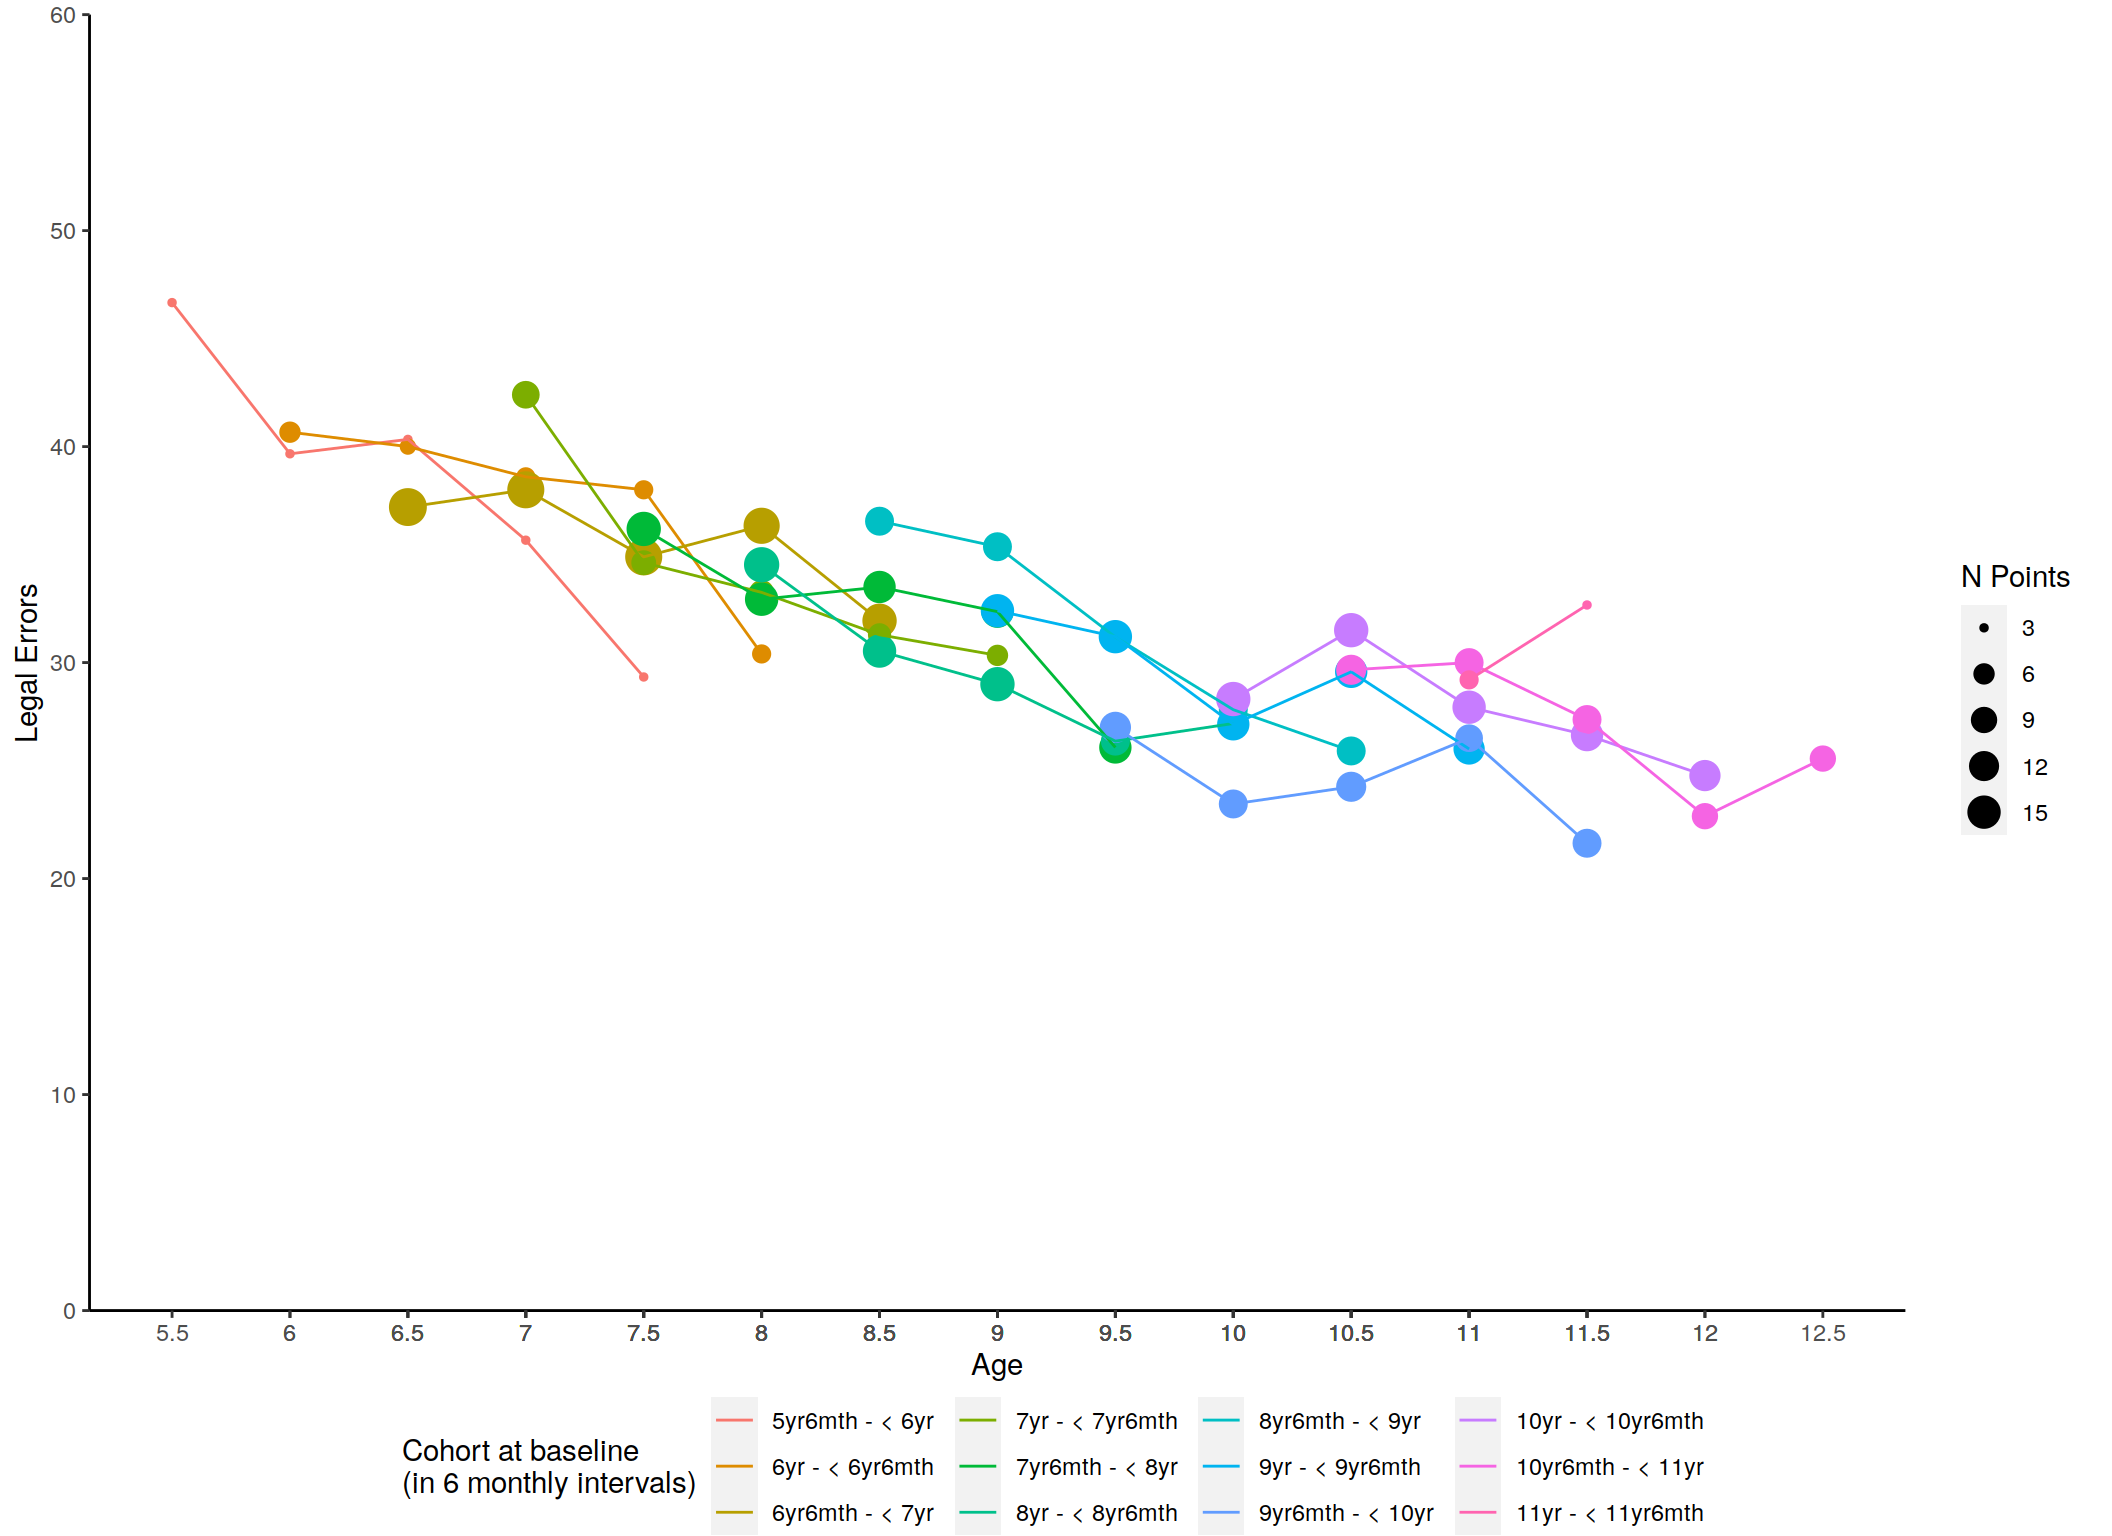 60
50
40
30
20
10
0
Legal Errors
5.5 6 6.5 7 7.5 8 8.5 9 9.5 10 10.5 11 11.5 12 12.5
Age
N Points
3
6
9
12
15
Cohort at baseline
(in 6 monthly intervals)
5yr6mth - < 6yr
6yr - < 6yr6mth
6yr6mth - < 7yr
7yr - < 7yr6mth
7yr6mth - < 8yr
8yr - < 8yr6mth
8yr6mth - < 9yr
9yr - < 9yr6mth
9yr6mth - < 10yr
10yr - < 10yr6mth
10yr6mth - < 11yr
11yr - < 11yr6mth